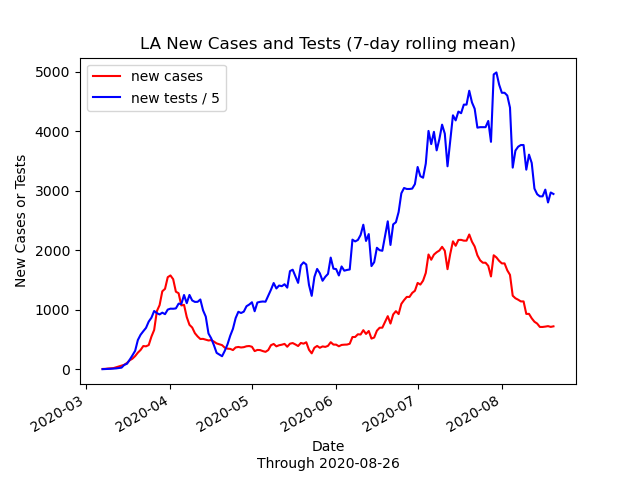 LA New Cases and Tests (7-day rolling mean)
new cases
new tests / 5
New Cases or Tests
5000
4000
3000
2000
1000
0
2020-03
2020-04
2020-05
2020-06
2020-07
2020-08
Date
Through 2020-08-26